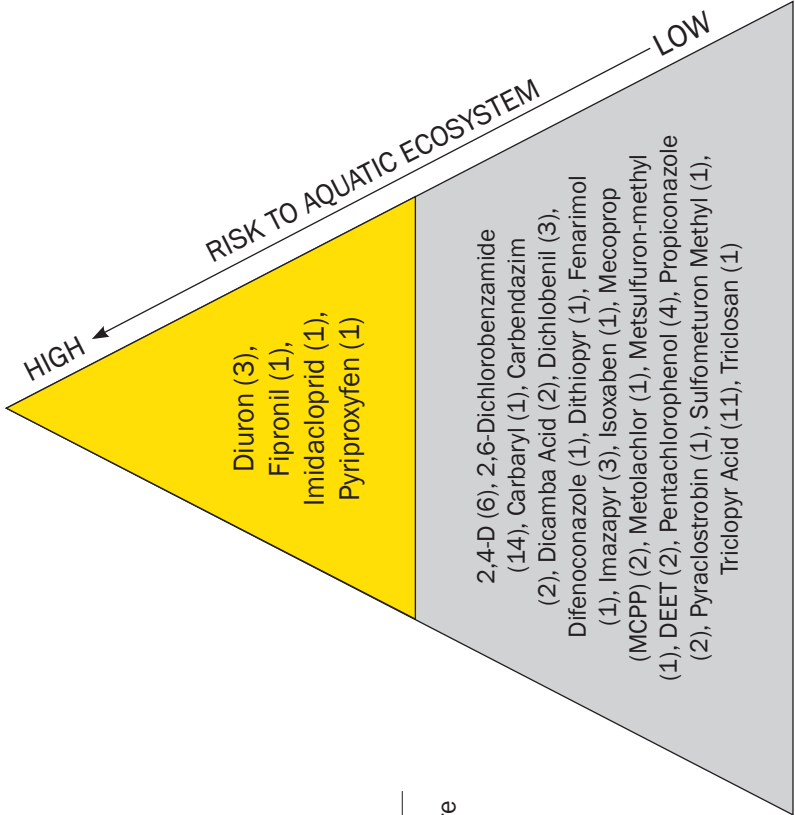 HIGH
RISK TO AQUATIC ECOSYSTEM
LOW
Diuron (3),
Fipronil (1),
Imidacloprid (1),
Pyriproxyfen (1)
2,4-D (6), 2,6-Dichlorobenzamide
(14), Carbaryl (1), Carbendazim
(2), Dicamba Acid (2), Dichlobenil (3),
Difenoconazole (1), Dithiopyr (1), Fenarimol
(1), Imazapyr (3), Isoxaben (1), Mecoprop
(MCPP) (2), Metolachlor (1), Metsulfuron-methyl
(1), DEET (2), Pentachlorophenol (4), Propiconazole
(2), Pyraclostrobin (1), Sulfometuron Methyl (1),
Triclopyr Acid (11), Triclosan (1)